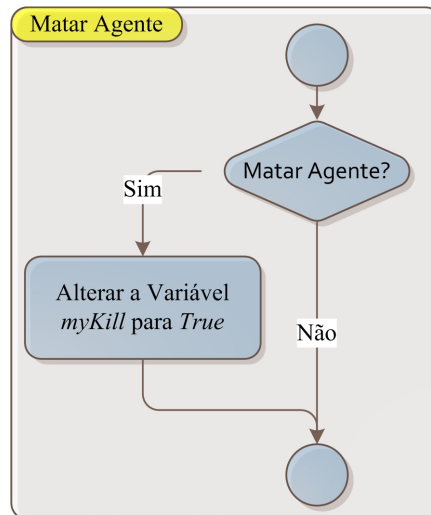 Matar Agente
Matar Agente?
Sim
Alterar a Variável
myKill para True
Não